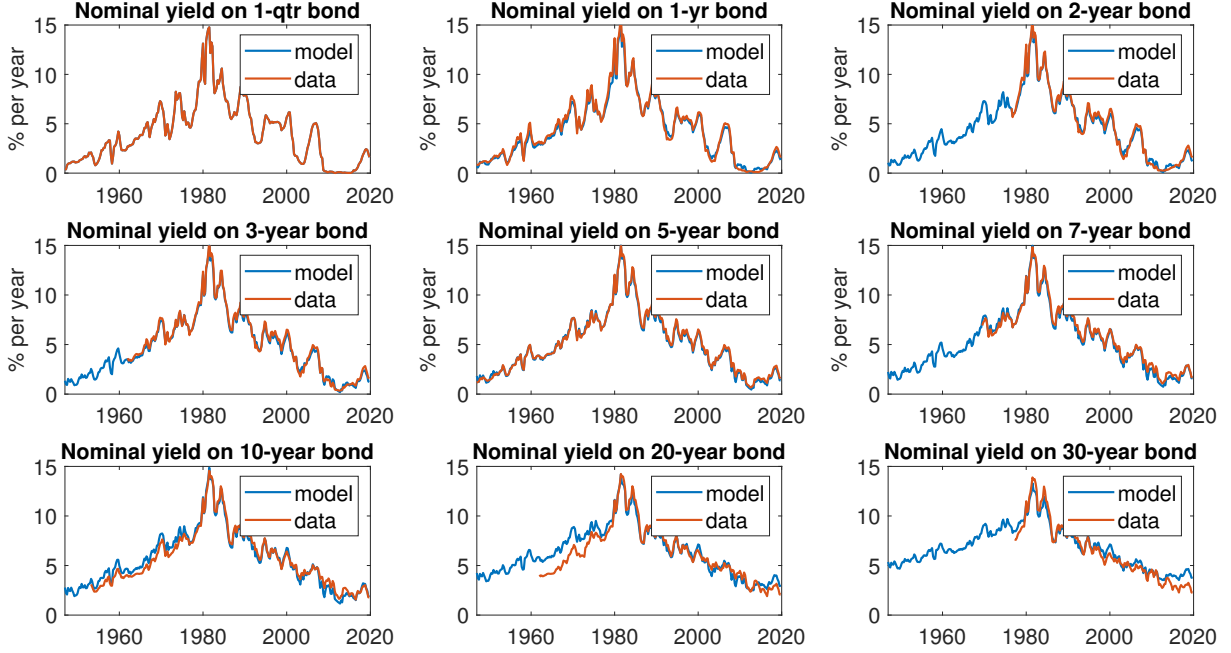 Nominal yield on 1-qtr bond
% per year
15
10
5
0
model
data
1960
1980
2000
2020
Nominal yield on 1-yr bond
% per year
15
10
5
0
model
data
1960
1980
2000
2020
Nominal yield on 2-year bond
% per year
15
10
5
0
model
data
1960
1980
2000
2020
Nominal yield on 3-year bond
% per year
15
10
5
0
model
data
1960
1980
2000
2020
Nominal yield on 5-year bond
% per year
15
10
5
0
model
data
1960
1980
2000
2020
Nominal yield on 7-year bond
% per year
15
10
5
0
model
data
1960
1980
2000
2020
Nominal yield on 10-year bond
15
10
5
0
model
data
1960
1980
2000
2020
Nominal yield on 20-year bond
15
10
5
0
model
data
1960
1980
2000
2020
Nominal yield on 30-year bond
15
10
5
0
model
data
1960
1980
2000
2020